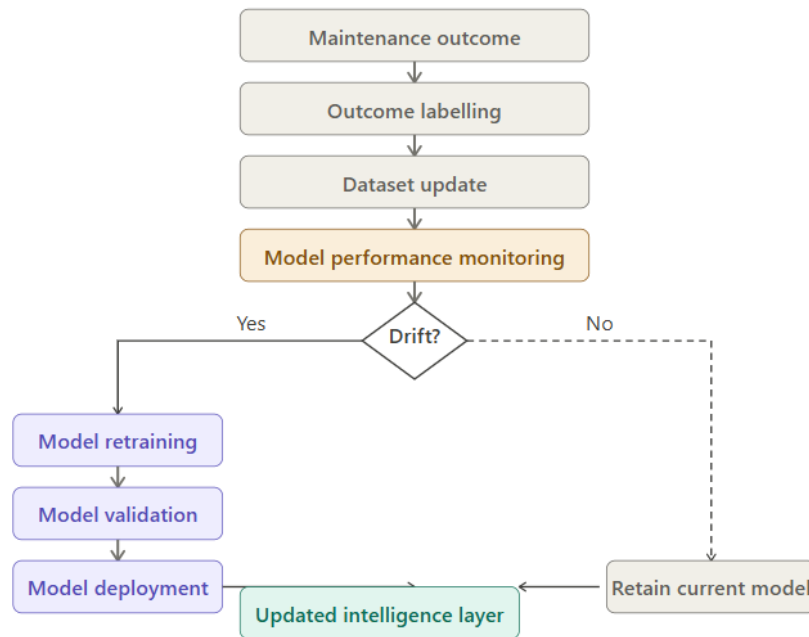 Maintenance outcome
Outcome labelling
Dataset update
Model performance monitoring
Drift?
Yes
No
Model retraining
Model validation
Model deployment
Retain current model
Updated intelligence layer